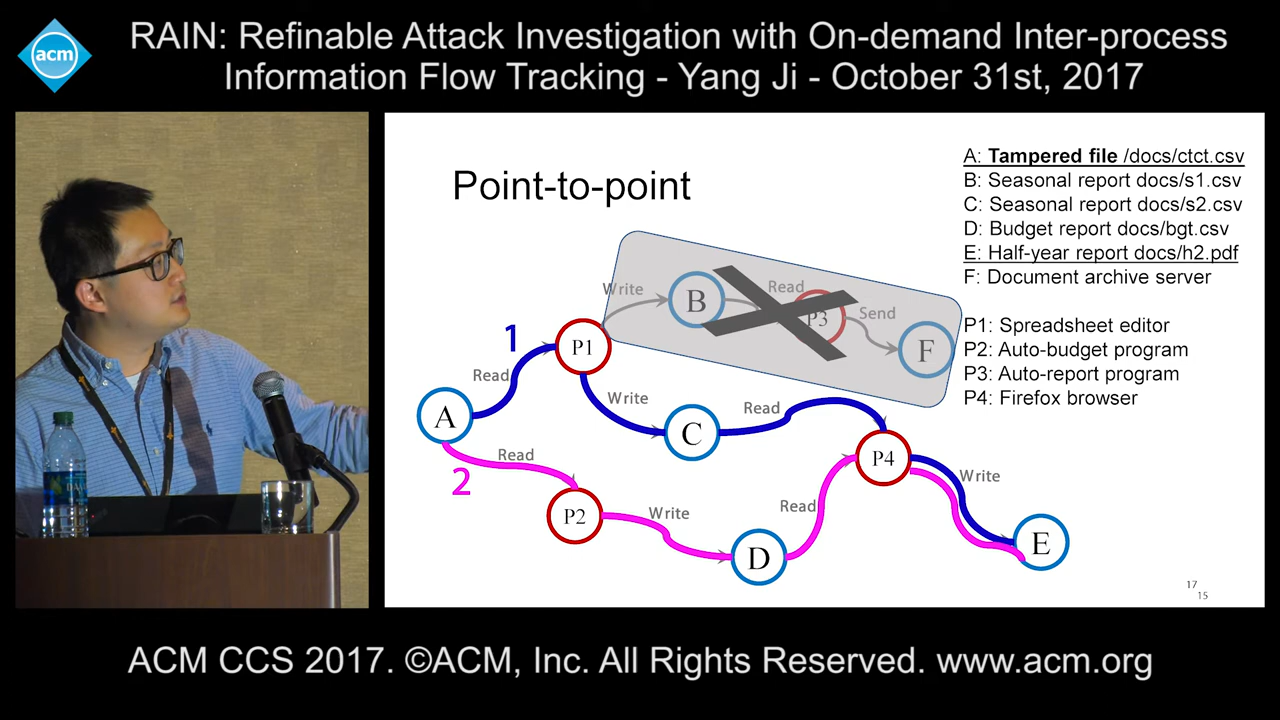 acm
RAIN: Refinable Attack Investigation with On-demand Inter-process
Information Flow Tracking - Yang Ji - October 31st, 2017
Point-to-point
A: Tampered file /docs/ctct.csv
B: Seasonal report docs/s1.csv
C: Seasonal report docs/s2.csv
D: Budget report docs/bgt.csv
E: Half-year report docs/h2.pdf
F: Document archive server
P1: Spreadsheet editor
P2: Auto-budget program
P3: Auto-report program
P4: Firefox browser
Write
B
Read
P3
Send
F
1
P1
Read
Write
A
C
Read
2
Read
P4
Write
P2
Write
Read
D
E
17
15
ACM CCS 2017. ©ACM, Inc. All Rights Reserved. www.acm.org